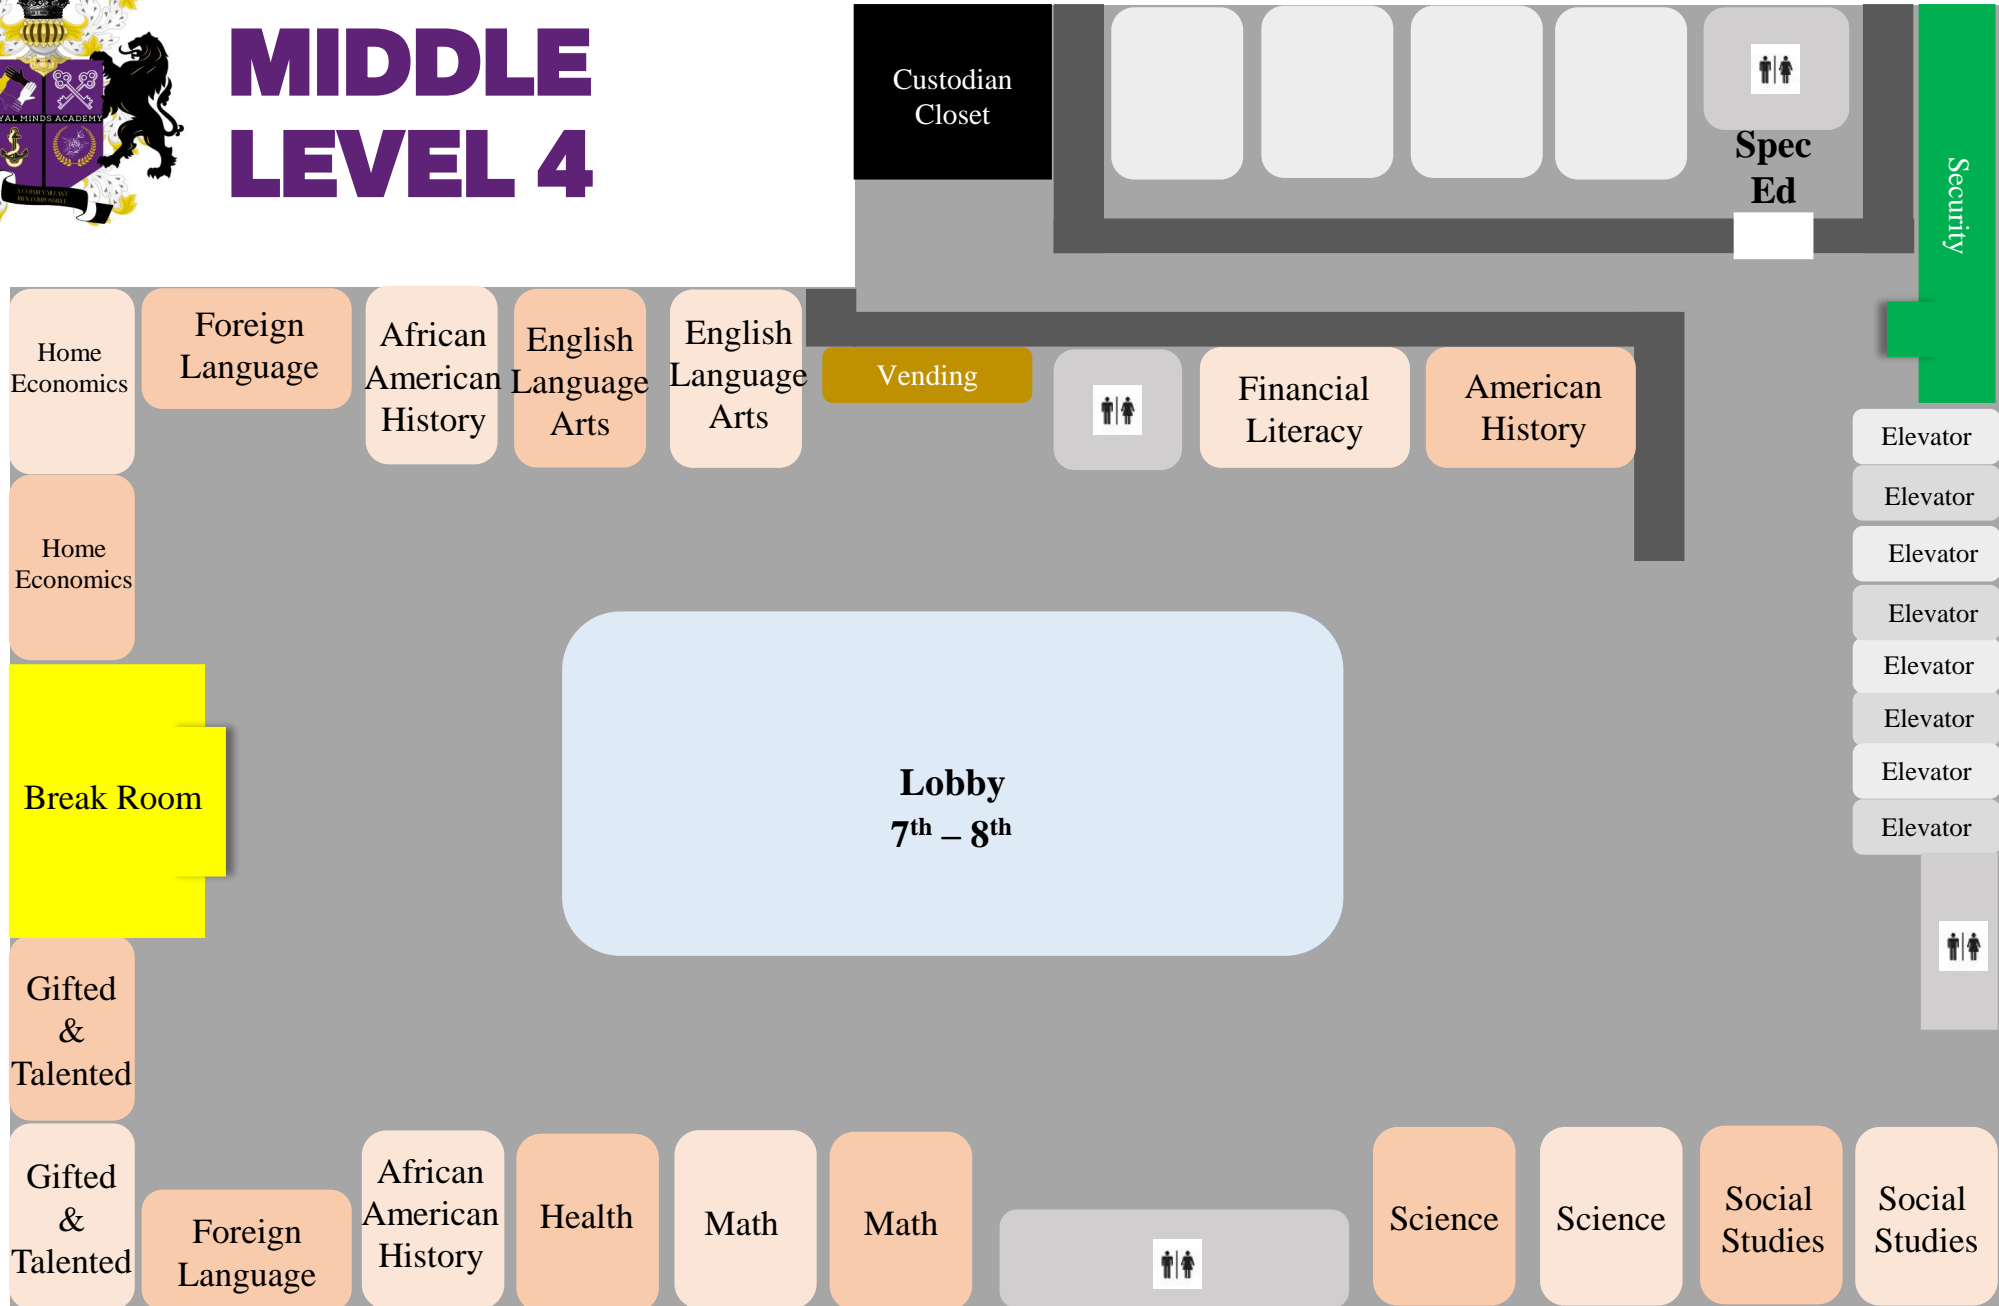 MIDDLE
LEVEL 4
YAL MINDS ACADEMY
Custodian
Closet
Spec
Ed
Security
Home
Economics
Foreign
Language
African
American
History
English
Language
Arts
English
Language
Arts
Vending
Financial
Literacy
American
History
Elevator
Elevator
Elevator
Elevator
Elevator
Elevator
Elevator
Elevator
Home
Economics
Break Room
Lobby
7th – 8th
Gifted
&
Talented
Gifted
&
Talented
Foreign
Language
African
American
History
Health
Math
Math
Science
Science
Social
Studies
Social
Studies